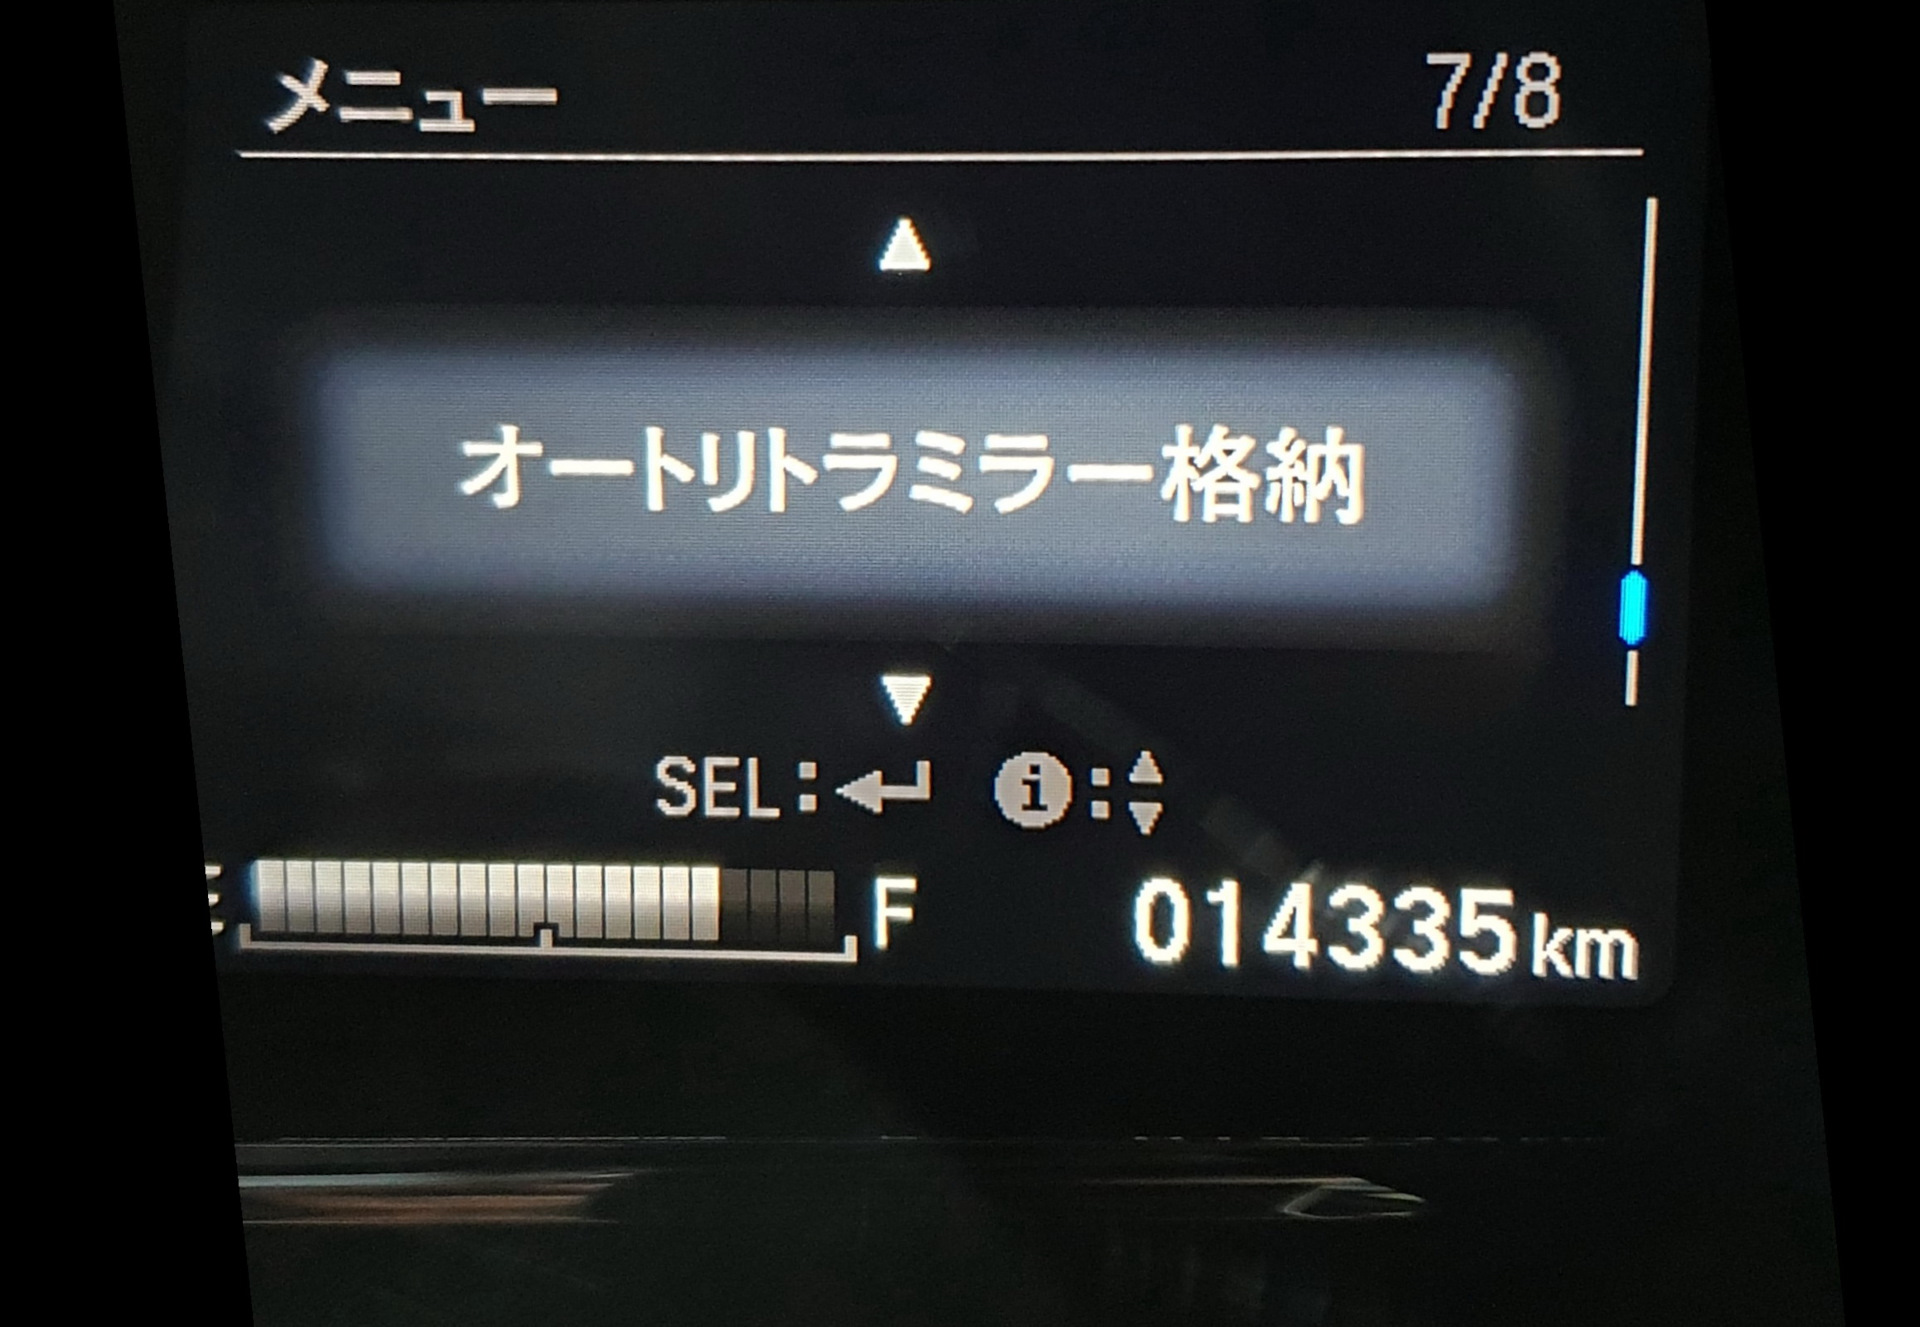 メニュー 7/8
▲
オートリトラミラー格納
▼
SEL:↵ i:▲▼
E F 014335km